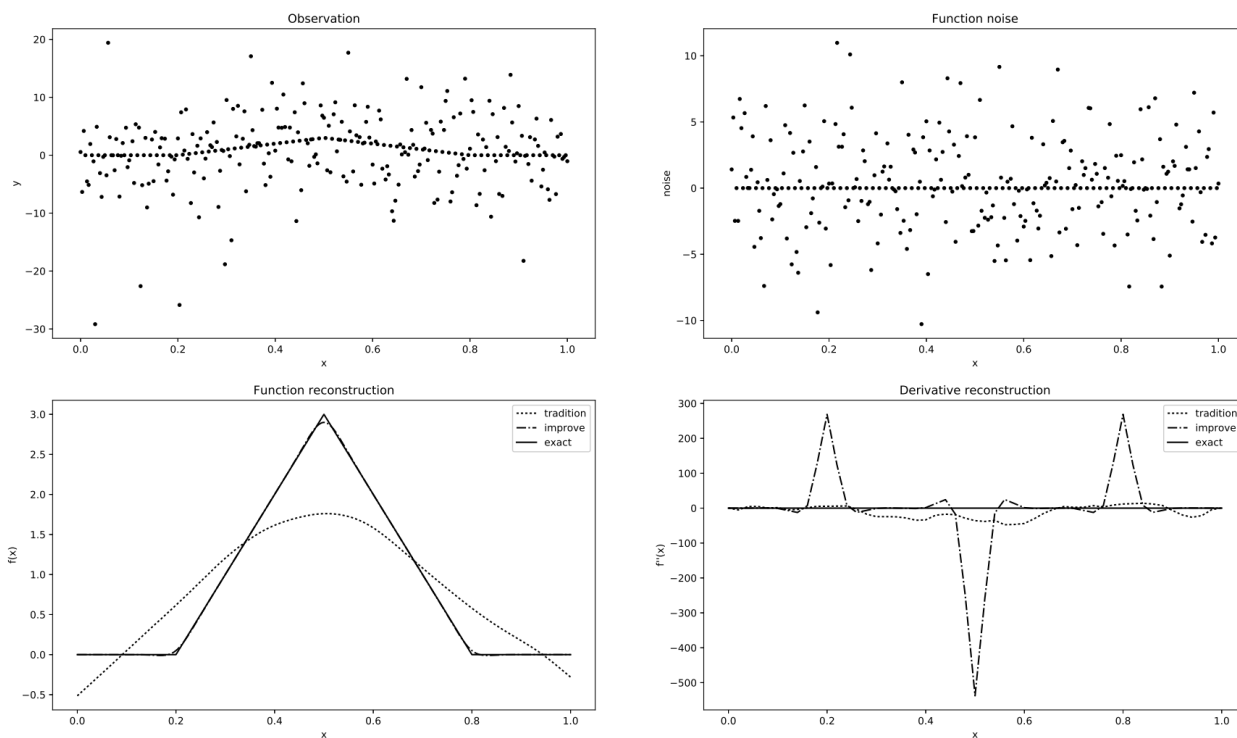 Observation
20
10
0
−10
−20
−30
y
0.0 0.2 0.4 0.6 0.8 1.0
x
Function noise
10
5
0
−5
−10
noise
0.0 0.2 0.4 0.6 0.8 1.0
x
Function reconstruction
3.0
2.5
2.0
1.5
1.0
0.5
0.0
−0.5
f(x)
tradition
improve
exact
0.0 0.2 0.4 0.6 0.8 1.0
x
Derivative reconstruction
300
200
100
0
−100
−200
−300
−400
−500
f''(x)
tradition
improve
exact
0.0 0.2 0.4 0.6 0.8 1.0
x